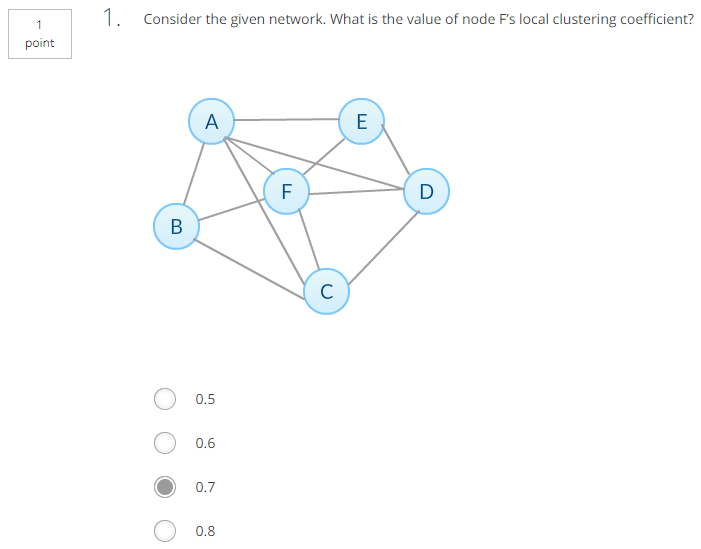 1
point
1. Consider the given network. What is the value of node F's local clustering coefficient?
A
E
F
D
B
C
0.5
0.6
0.7
0.8